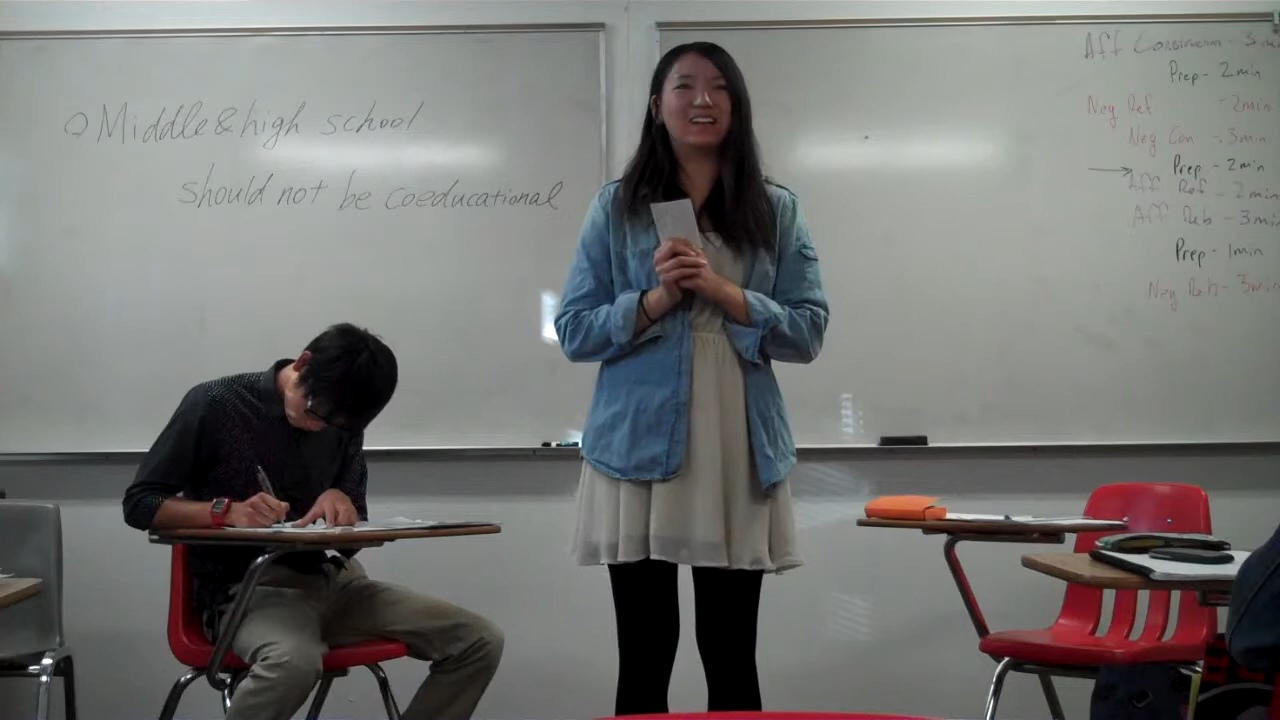 Middle & high school
should not be coeducational
Aff Construction - 3 min
Prep - 2 min
Neg Ref - 2 min
Neg Con - 3 min
Prep - 2 min
Aff Ref - 2 min
Aff Reb - 3 min
Prep - 1 min
Neg Reb - 3 min